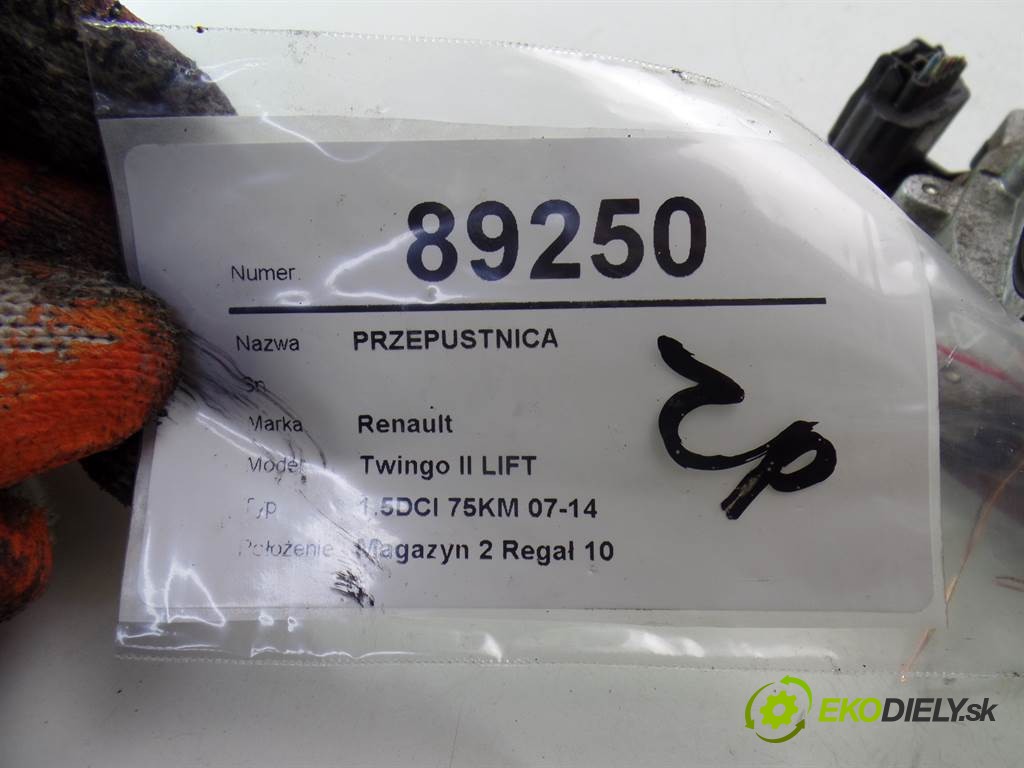 Numer. 89250
Nazwa PRZEPUSTNICA
Sn
Marka Renault
Model Twingo II LIFT
Typ 1.5DCI 75KM 07-14
Położenie Magazyn 2 Regał 10
EKODIELY.sk